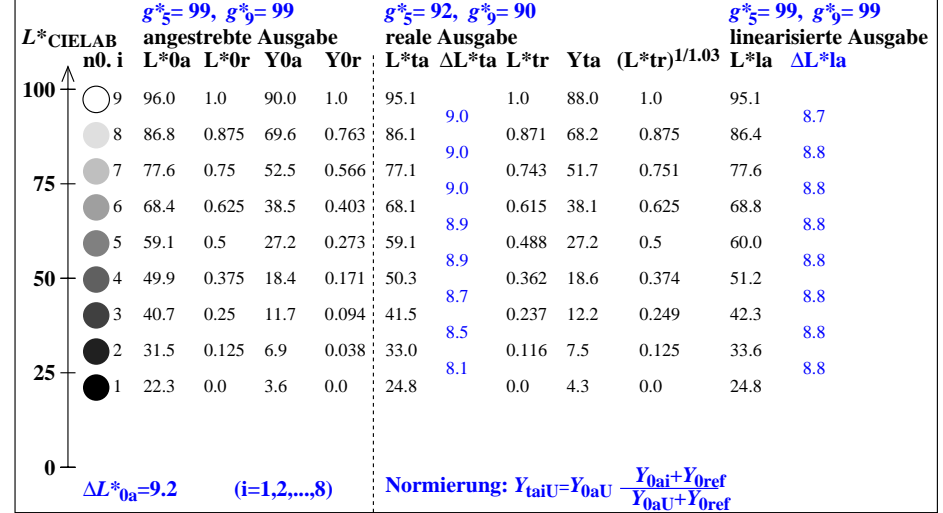 g*5= 99, g*9= 99 g*5= 92, g*9= 90 g*5= 99, g*9= 99
L*CIELAB angestrebte Ausgabe reale Ausgabe linearisierte Ausgabe
n0. i L*0a L*0r Y0a Y0r L*ta ΔL*ta L*tr Yta (L*tr)1/1.03 L*la ΔL*la
100 9 96.0 1.0 90.0 1.0 95.1 1.0 88.0 1.0 95.1
9.0 8.7
8 86.8 0.875 69.6 0.763 86.1 0.871 68.2 0.875 86.4
9.0 8.8
7 77.6 0.75 52.5 0.566 77.1 0.743 51.7 0.751 77.6
75 9.0 8.8
6 68.4 0.625 38.5 0.403 68.1 0.615 38.1 0.625 68.8
8.9 8.8
5 59.1 0.5 27.2 0.273 59.1 0.488 27.2 0.5 60.0
8.9 8.8
50 4 49.9 0.375 18.4 0.171 50.3 0.362 18.6 0.374 51.2
8.7 8.8
3 40.7 0.25 11.7 0.094 41.5 0.237 12.2 0.249 42.3
8.5 8.8
2 31.5 0.125 6.9 0.038 33.0 0.116 7.5 0.125 33.6
25 8.1 8.8
1 22.3 0.0 3.6 0.0 24.8 0.0 4.3 0.0 24.8
0
ΔL*0a=9.2 (i=1,2,...,8) Normierung: YtaiU=Y0aU Y0ai+Y0ref
Y0aU+Y0ref